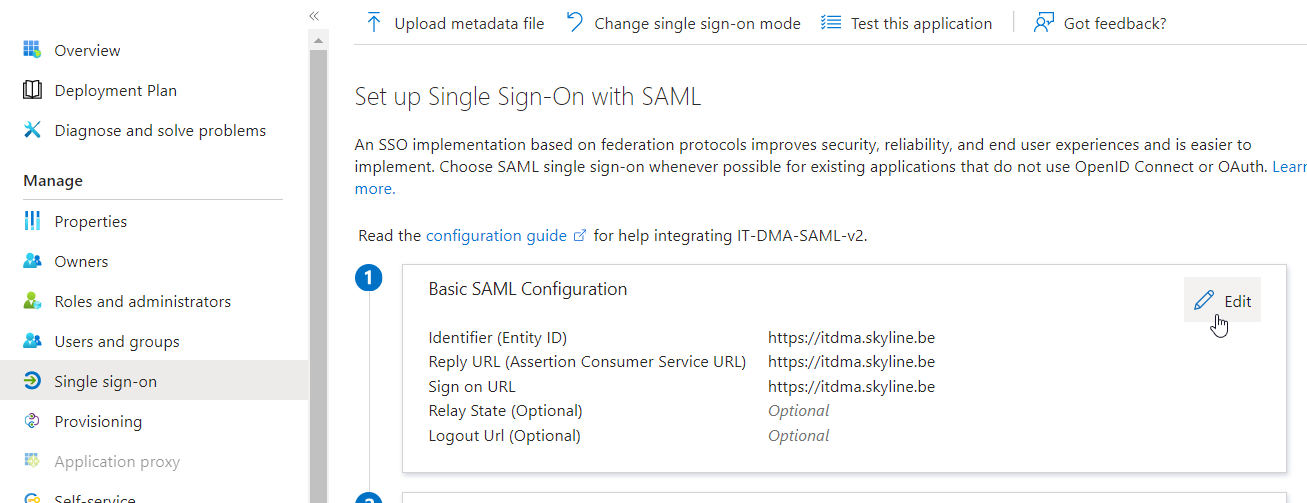 «
Overview
Deployment Plan
Diagnose and solve problems
Manage
Properties
Owners
Roles and administrators
Users and groups
Single sign-on
Provisioning
Application proxy
Self-service
Upload metadata file
Change single sign-on mode
Test this application
Got feedback?
Set up Single Sign-On with SAML
An SSO implementation based on federation protocols improves security, reliability, and end user experiences and is easier to
implement. Choose SAML single sign-on whenever possible for existing applications that do not use OpenID Connect or OAuth. Learn
more.
Read the configuration guide for help integrating IT-DMA-SAML-v2.
1
Basic SAML Configuration
Edit
Identifier (Entity ID) https://itdma.skyline.be
Reply URL (Assertion Consumer Service URL) https://itdma.skyline.be
Sign on URL https://itdma.skyline.be
Relay State (Optional) Optional
Logout Url (Optional) Optional
2